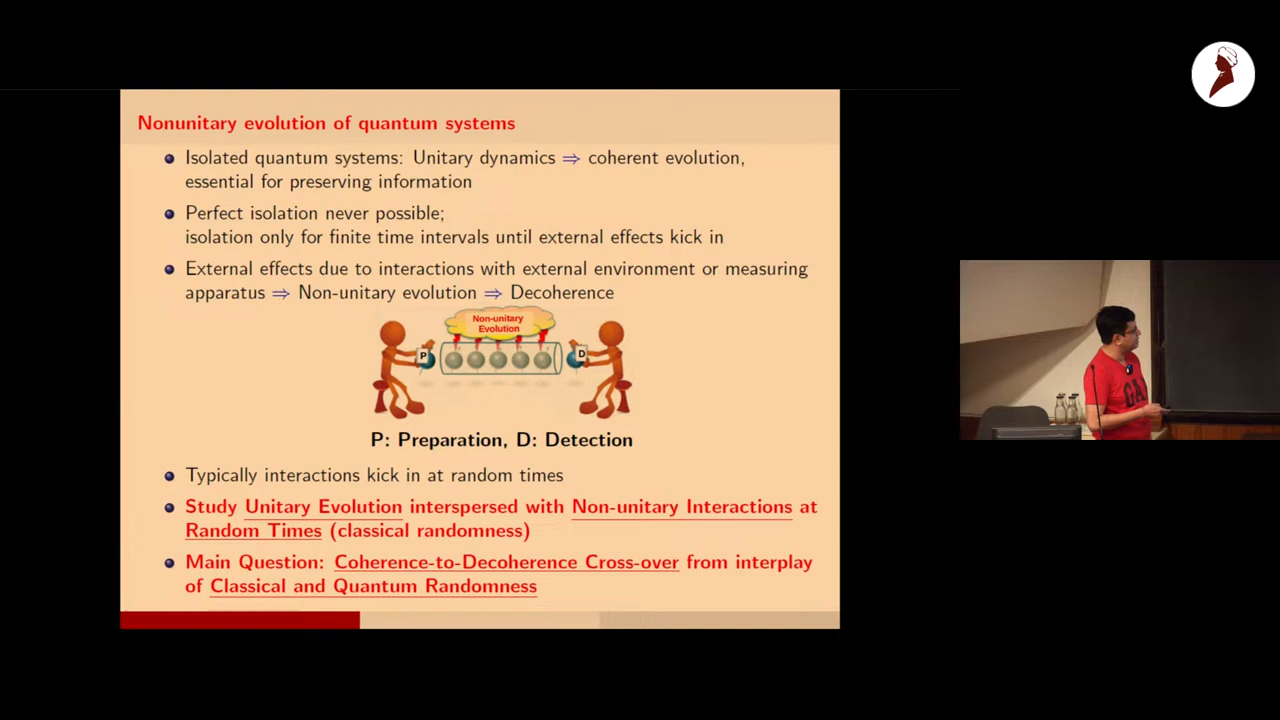 Nonunitary evolution of quantum systems
Isolated quantum systems: Unitary dynamics ⇒ coherent evolution,
essential for preserving information
Perfect isolation never possible;
isolation only for finite time intervals until external effects kick in
External effects due to interactions with external environment or measuring
apparatus ⇒ Non-unitary evolution ⇒ Decoherence
Non-unitary
Evolution
P
D
P: Preparation, D: Detection
Typically interactions kick in at random times
Study Unitary Evolution interspersed with Non-unitary Interactions at
Random Times (classical randomness)
Main Question: Coherence-to-Decoherence Cross-over from interplay
of Classical and Quantum Randomness